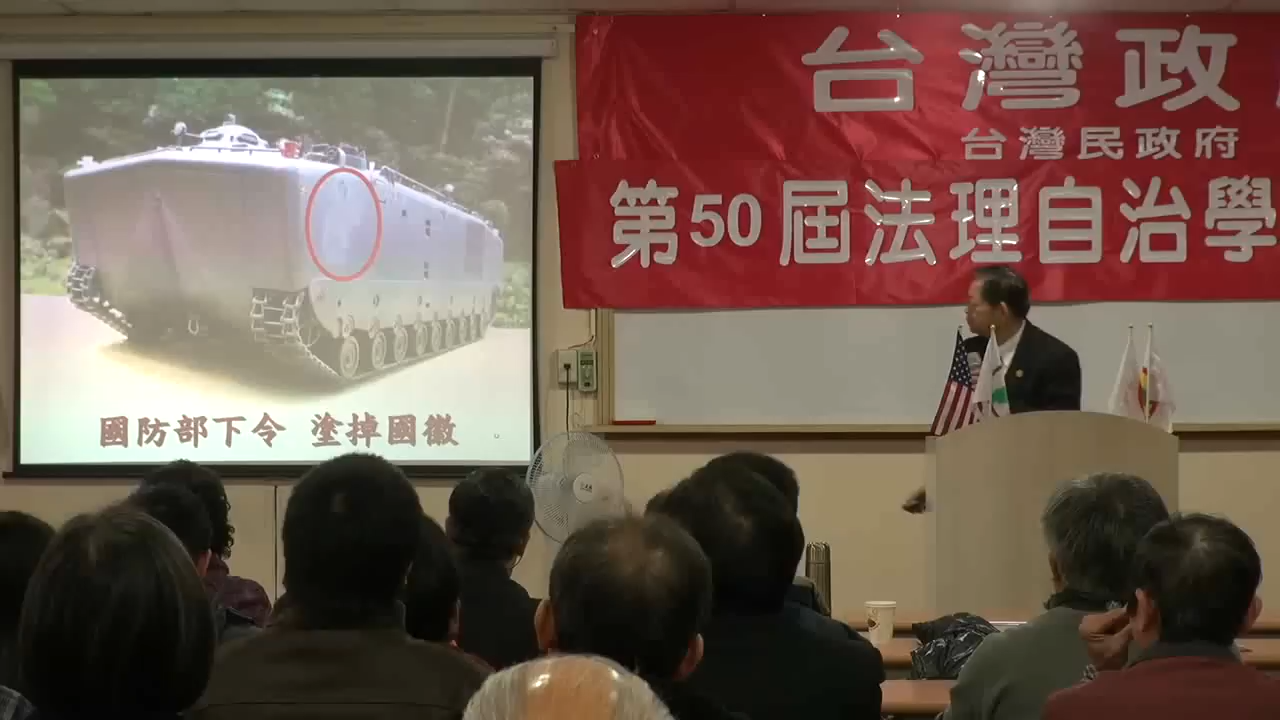 台灣政
台灣民政府
第50屆法理自治學
國防部下令 塗掉國徽